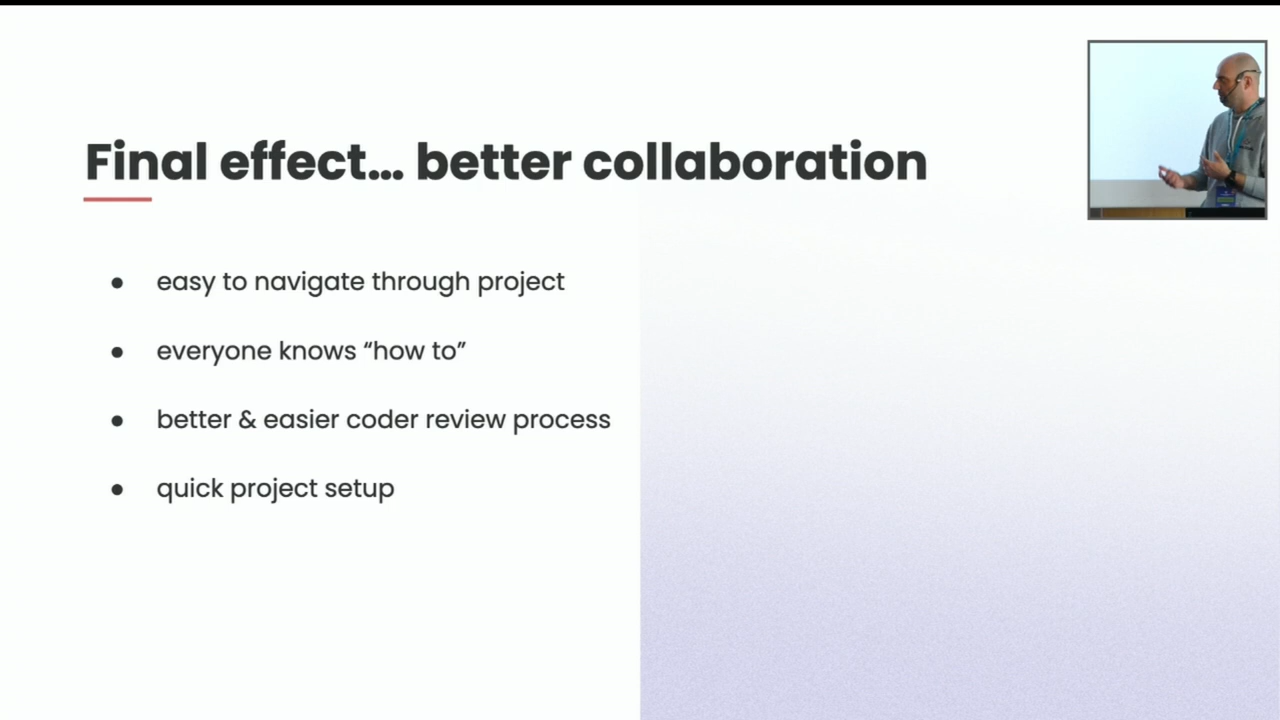 Final effect... better collaboration
● easy to navigate through project
● everyone knows “how to”
● better & easier coder review process
● quick project setup